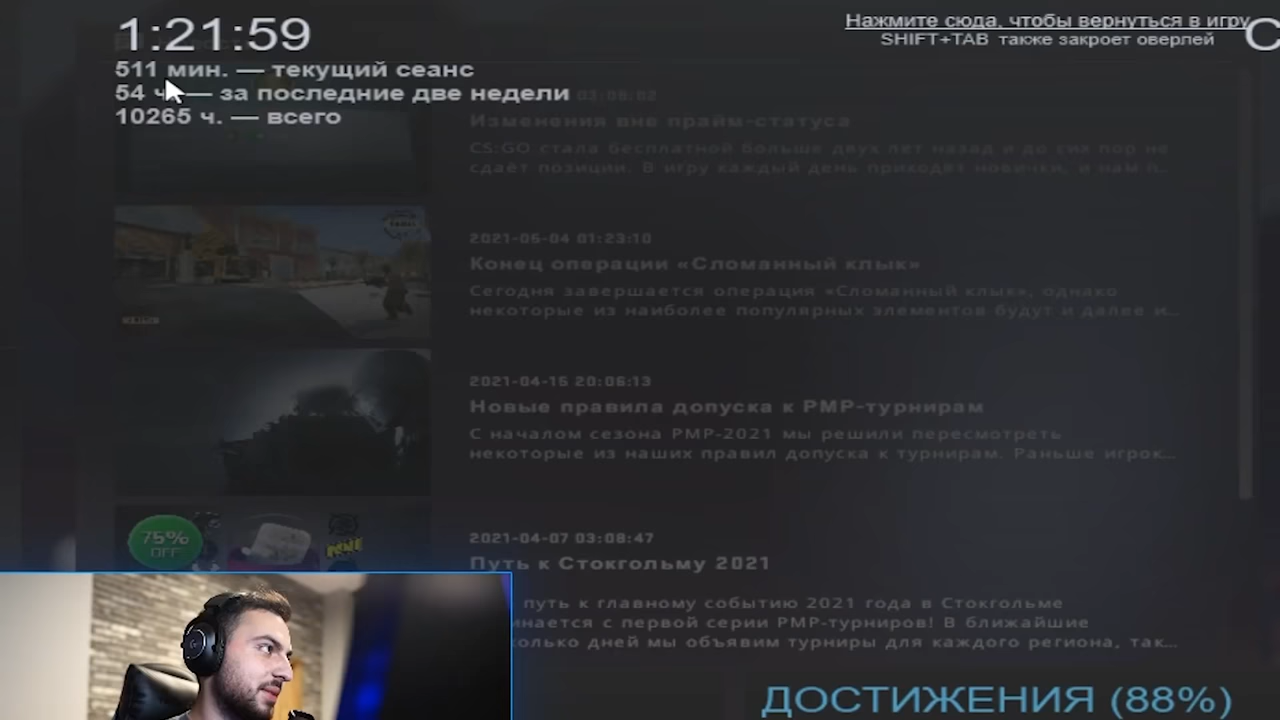 1:21:59
511 мин. — текущий сеанс
54 ч. — за последние две недели
10265 ч. — всего
Нажмите сюда, чтобы вернуться в игру
SHIFT+TAB также закроет оверлей
Изменения вне прайм-статуса
CS:GO стала бесплатной больше двух лет назад и до сих пор не
сдаёт позиции. В игру каждый день приходят новички, и нам п…
2021-05-04 01:23:10
Конец операции «Сломанный клык»
Сегодня завершается операция «Сломанный клык», однако
некоторые из наиболее популярных элементов будут и далее и…
2021-04-15 20:06:13
Новые правила допуска к РМР-турнирам
С началом сезона РМР-2021 мы решили пересмотреть
некоторые из наших правил допуска к турнирам. Раньше игрок…
75%
OFF
2021-04-07 03:08:47
Путь к Стокгольму 2021
путь к главному событию 2021 года в Стокгольме
инается с первой серии РМР-турниров! В ближайшие
колько дней мы объявим турниры для каждого региона, так…
ДОСТИЖЕНИЯ (88%)